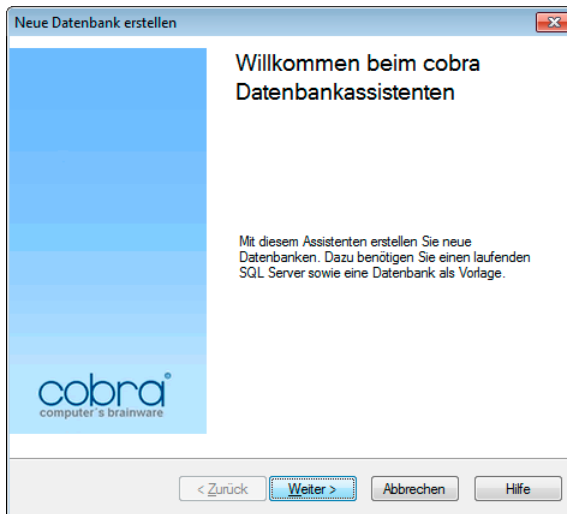 Neue Datenbank erstellen
Willkommen beim cobra
Datenbankassistenten
Mit diesem Assistenten erstellen Sie neue
Datenbanken. Dazu benötigen Sie einen laufenden
SQL Server sowie eine Datenbank als Vorlage.
cobra®
computer´s brainware
< Zurück Weiter > Abbrechen Hilfe